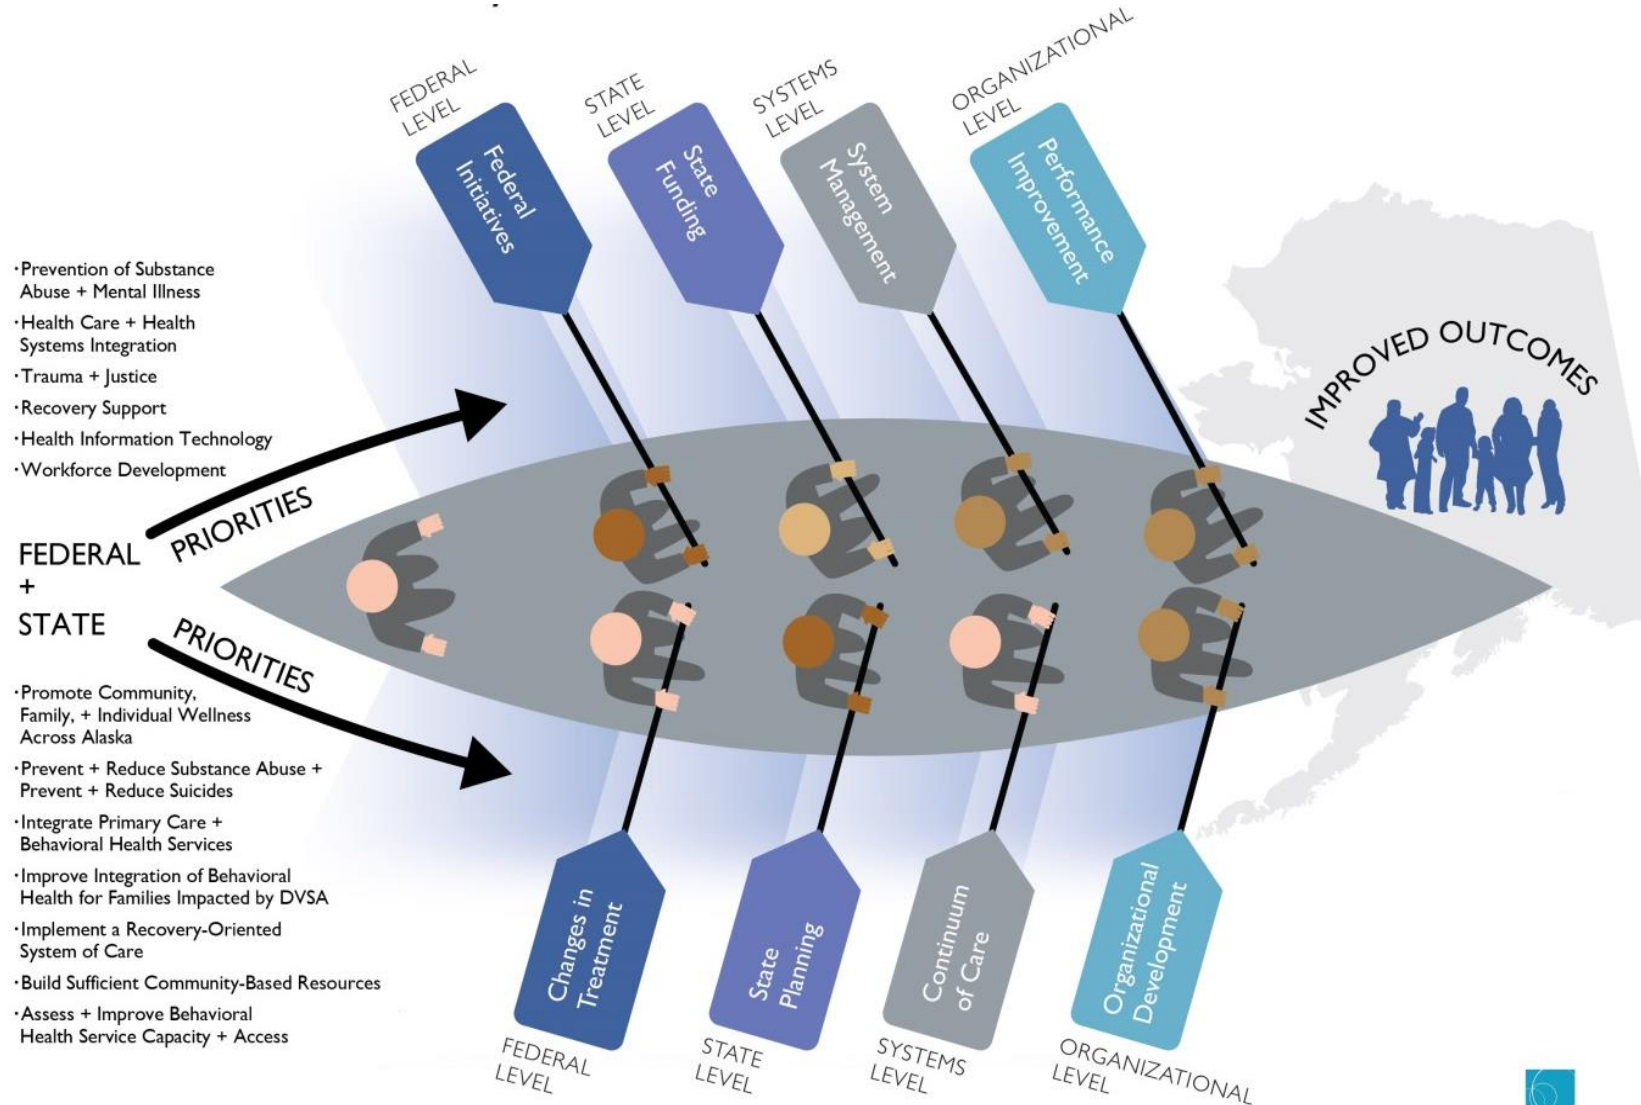 FEDERAL
LEVEL
STATE
LEVEL
SYSTEMS
LEVEL
ORGANIZATIONAL
LEVEL
Federal
Initiatives
State
Funding
System
Management
Performance
Improvement
·Prevention of Substance
Abuse + Mental Illness
·Health Care + Health
Systems Integration
·Trauma + Justice
·Recovery Support
·Health Information Technology
·Workforce Development
PRIORITIES
FEDERAL
+
STATE
PRIORITIES
·Promote Community,
Family, + Individual Wellness
Across Alaska
·Prevent + Reduce Substance Abuse +
Prevent + Reduce Suicides
·Integrate Primary Care +
Behavioral Health Services
·Improve Integration of Behavioral
Health for Families Impacted by DVSA
·Implement a Recovery-Oriented
System of Care
·Build Sufficient Community-Based Resources
·Assess + Improve Behavioral
Health Service Capacity + Access
IMPROVED OUTCOMES
Changes in
Treatment
State
Planning
Continuum
of Care
Organizational
Development
FEDERAL
LEVEL
STATE
LEVEL
SYSTEMS
LEVEL
ORGANIZATIONAL
LEVEL